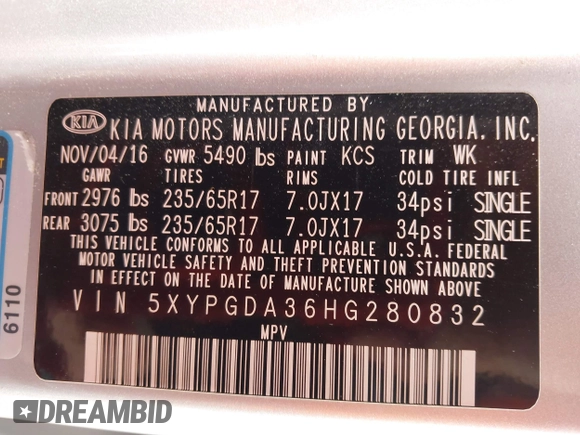 MANUFACTURED BY
KIA KIA MOTORS MANUFACTURING GEORGIA, INC.
NOV/04/16 GVWR 5490 lbs PAINT KCS TRIM WK
GAWR TIRES RIMS COLD TIRE INFL
FRONT 2976 lbs 235/65R17 7.0JX17 34psi SINGLE
REAR 3075 lbs 235/65R17 7.0JX17 34psi SINGLE
THIS VEHICLE CONFORMS TO ALL APPLICABLE U.S.A. FEDERAL
MOTOR VEHICLE SAFETY AND THEFT PREVENTION STANDARDS
IN EFFECT ON THE DATE OF MANUFACTURE SHOWN ABOVE.
VIN 5XYPGDA36HG280832
MPV
6110
DREAMBID